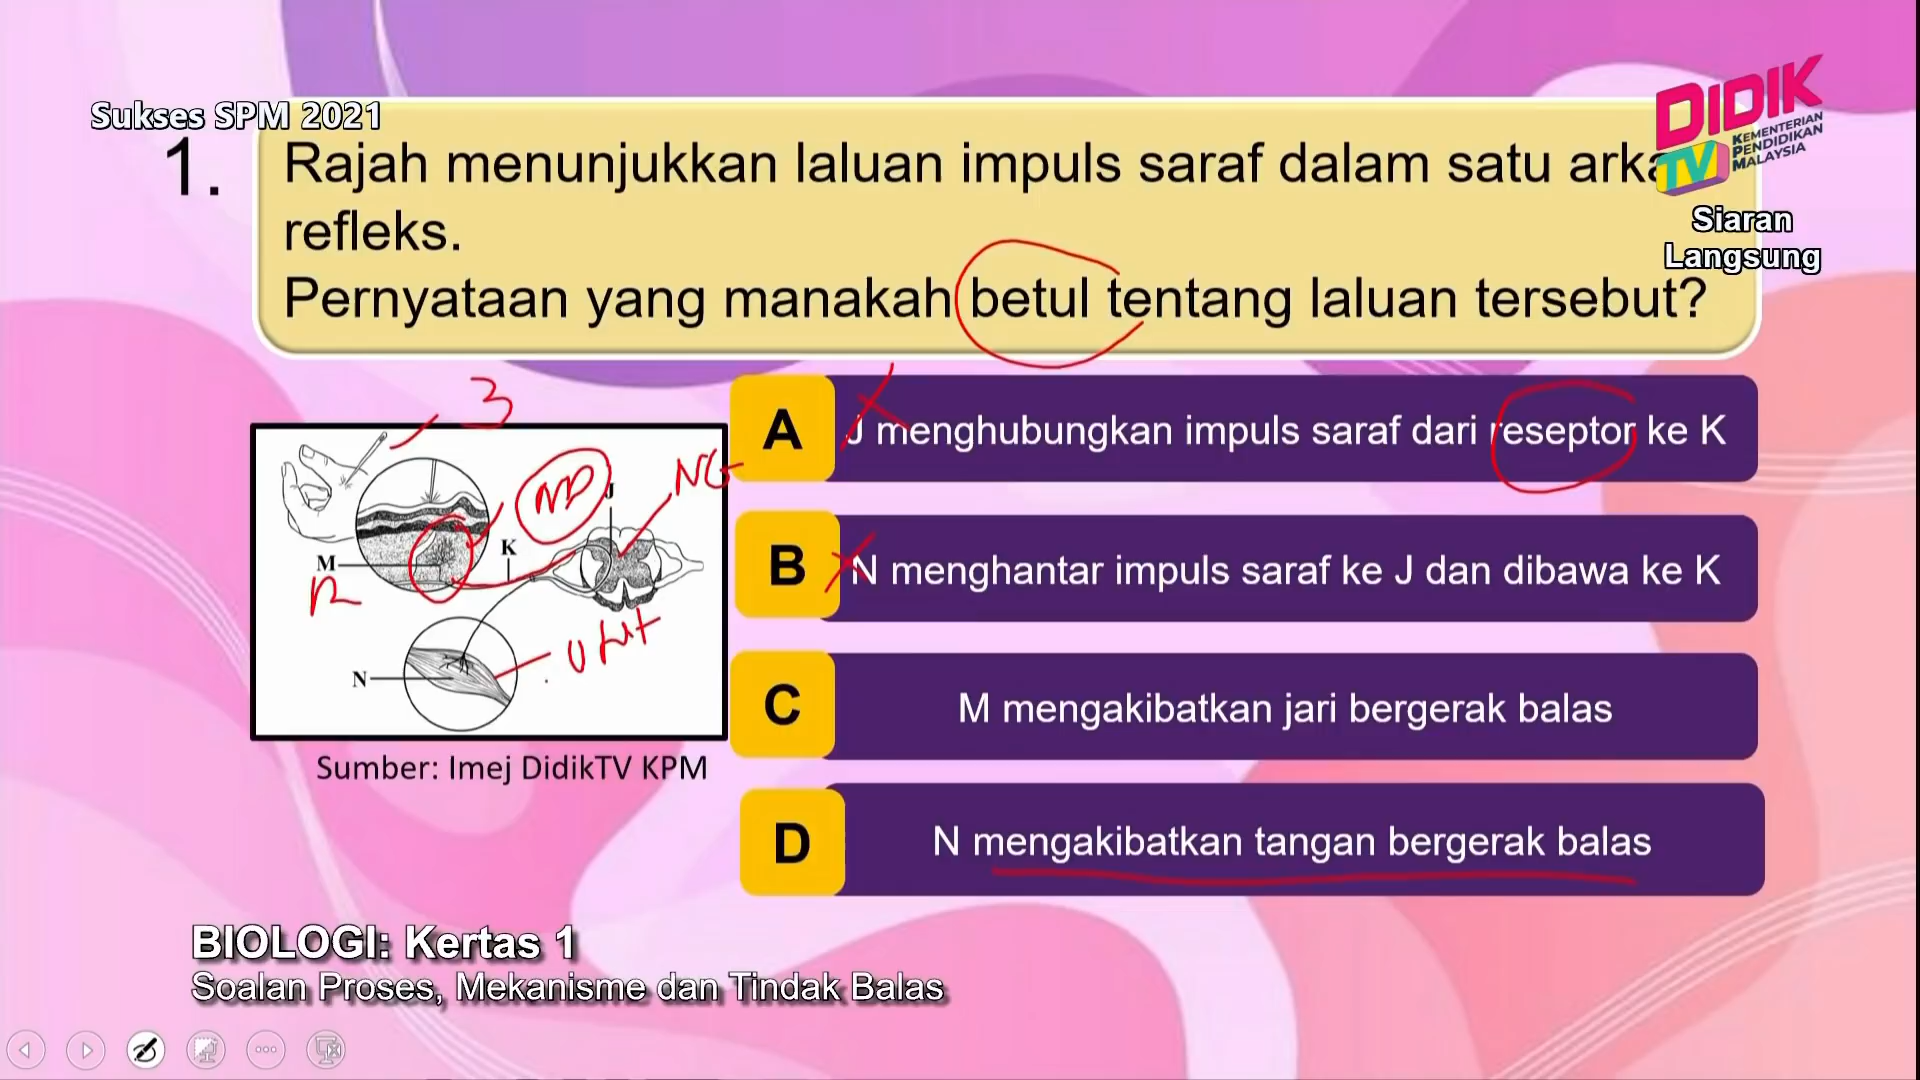 Sukses SPM 2021
DIDIK
TV
KEMENTERIAN
PENDIDIKAN
MALAYSIA
Siaran
Langsung
1.
Rajah menunjukkan laluan impuls saraf dalam satu
refleks.
Pernyataan yang manakah betul tentang laluan tersebut?
3
A
J menghubungkan impuls saraf dari reseptor ke K
B
N menghantar impuls saraf ke J dan dibawa ke K
C
M mengakibatkan jari bergerak balas
D
N mengakibatkan tangan bergerak balas
J
K
M
N
Sumber: Imej DidikTV KPM
BIOLOGI: Kertas 1
Soalan Proses, Mekanisme dan Tindak Balas